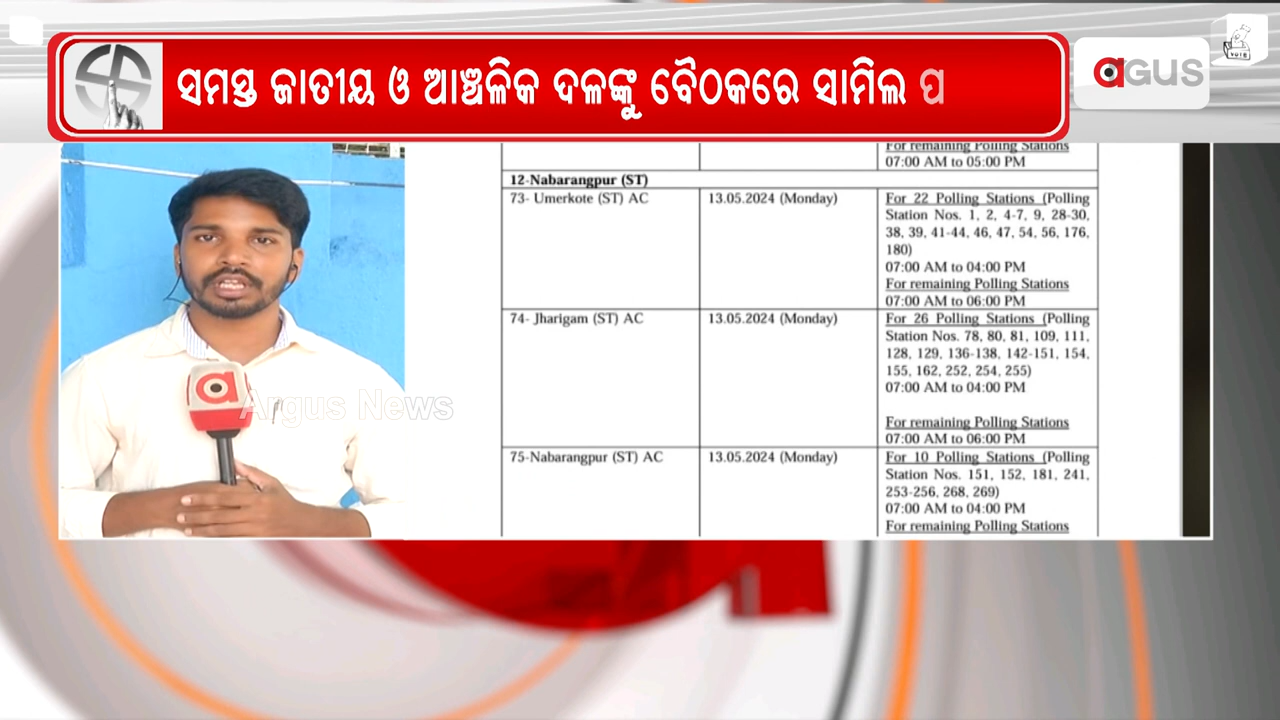 ସମସ୍ତ ଜାତୀୟ ଓ ଆଞ୍ଚଳିକ ଦଳଙ୍କୁ ବୈଠକରେ ସାମିଲ ପ
aGUS
VOTE
For remaining Polling Stations
07:00 AM to 05:00 PM
12-Nabarangpur (ST)
73- Umerkote (ST) AC
13.05.2024 (Monday)
For 22 Polling Stations (Polling
Station Nos. 1, 2, 4-7, 9, 28-30,
38, 39, 41-44, 46, 47, 54, 56, 176,
180)
07:00 AM to 04:00 PM
For remaining Polling Stations
07:00 AM to 06:00 PM
74- Jharigam (ST) AC
13.05.2024 (Monday)
For 26 Polling Stations (Polling
Station Nos. 78, 80, 81, 109, 111,
128, 129, 136-138, 142-151, 154,
155, 162, 252, 254, 255)
07:00 AM to 04:00 PM
For remaining Polling Stations
07:00 AM to 06:00 PM
75-Nabarangpur (ST) AC
13.05.2024 (Monday)
For 10 Polling Stations (Polling
Station Nos. 151, 152, 181, 241,
253-256, 268, 269)
07:00 AM to 04:00 PM
For remaining Polling Stations
a
Argus News